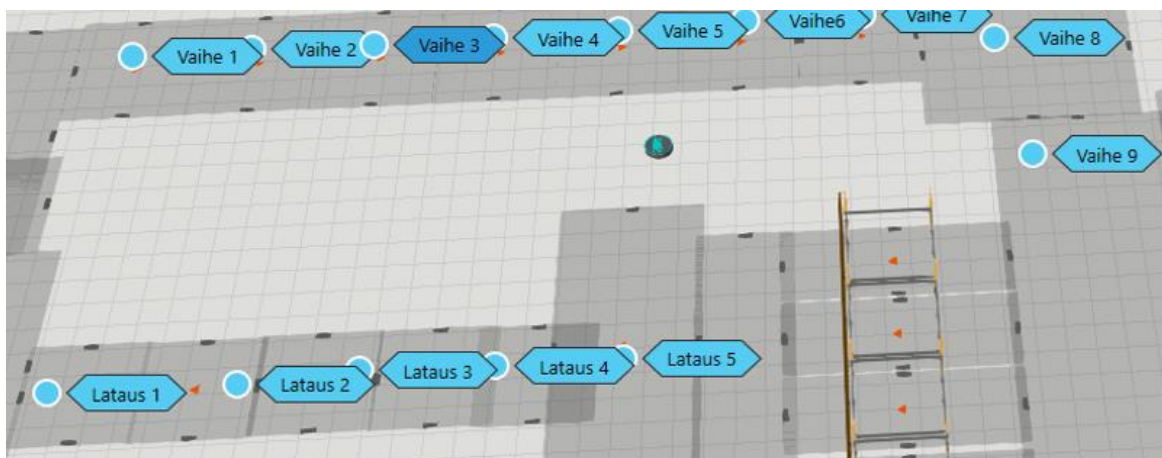 Vaihe 1
Vaihe 2
Vaihe 3
Vaihe 4
Vaihe 5
Vaihe6
Vaihe 7
Vaihe 8
Vaihe 9
Lataus 1
Lataus 2
Lataus 3
Lataus 4
Lataus 5